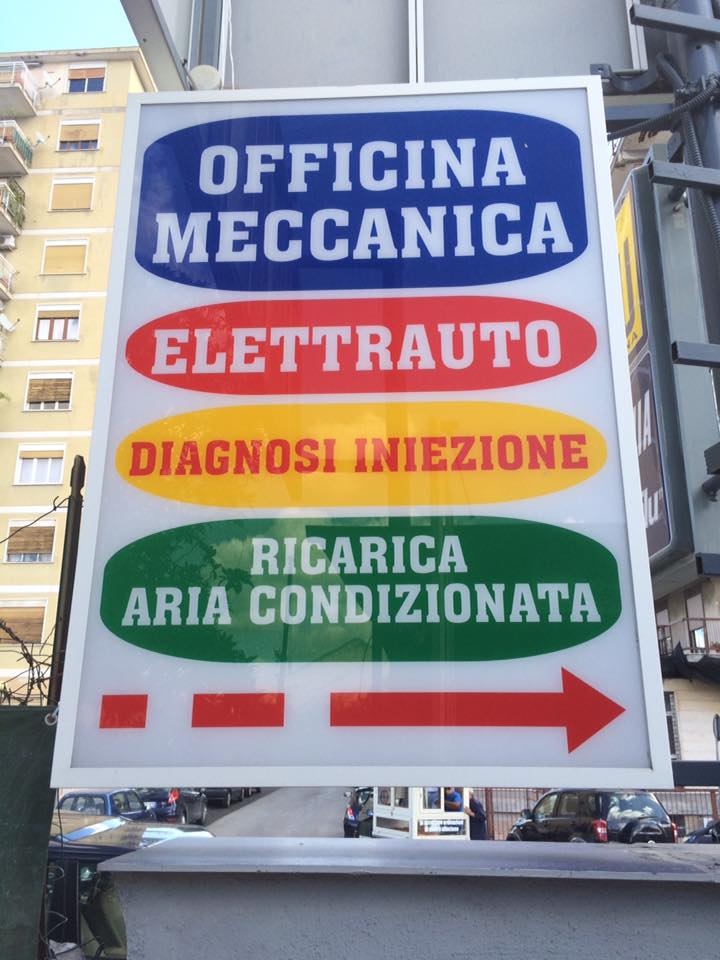 OFFICINA
MECCANICA
ELETTRAUTO
DIAGNOSI INIEZIONE
RICARICA
ARIA CONDIZIONATA